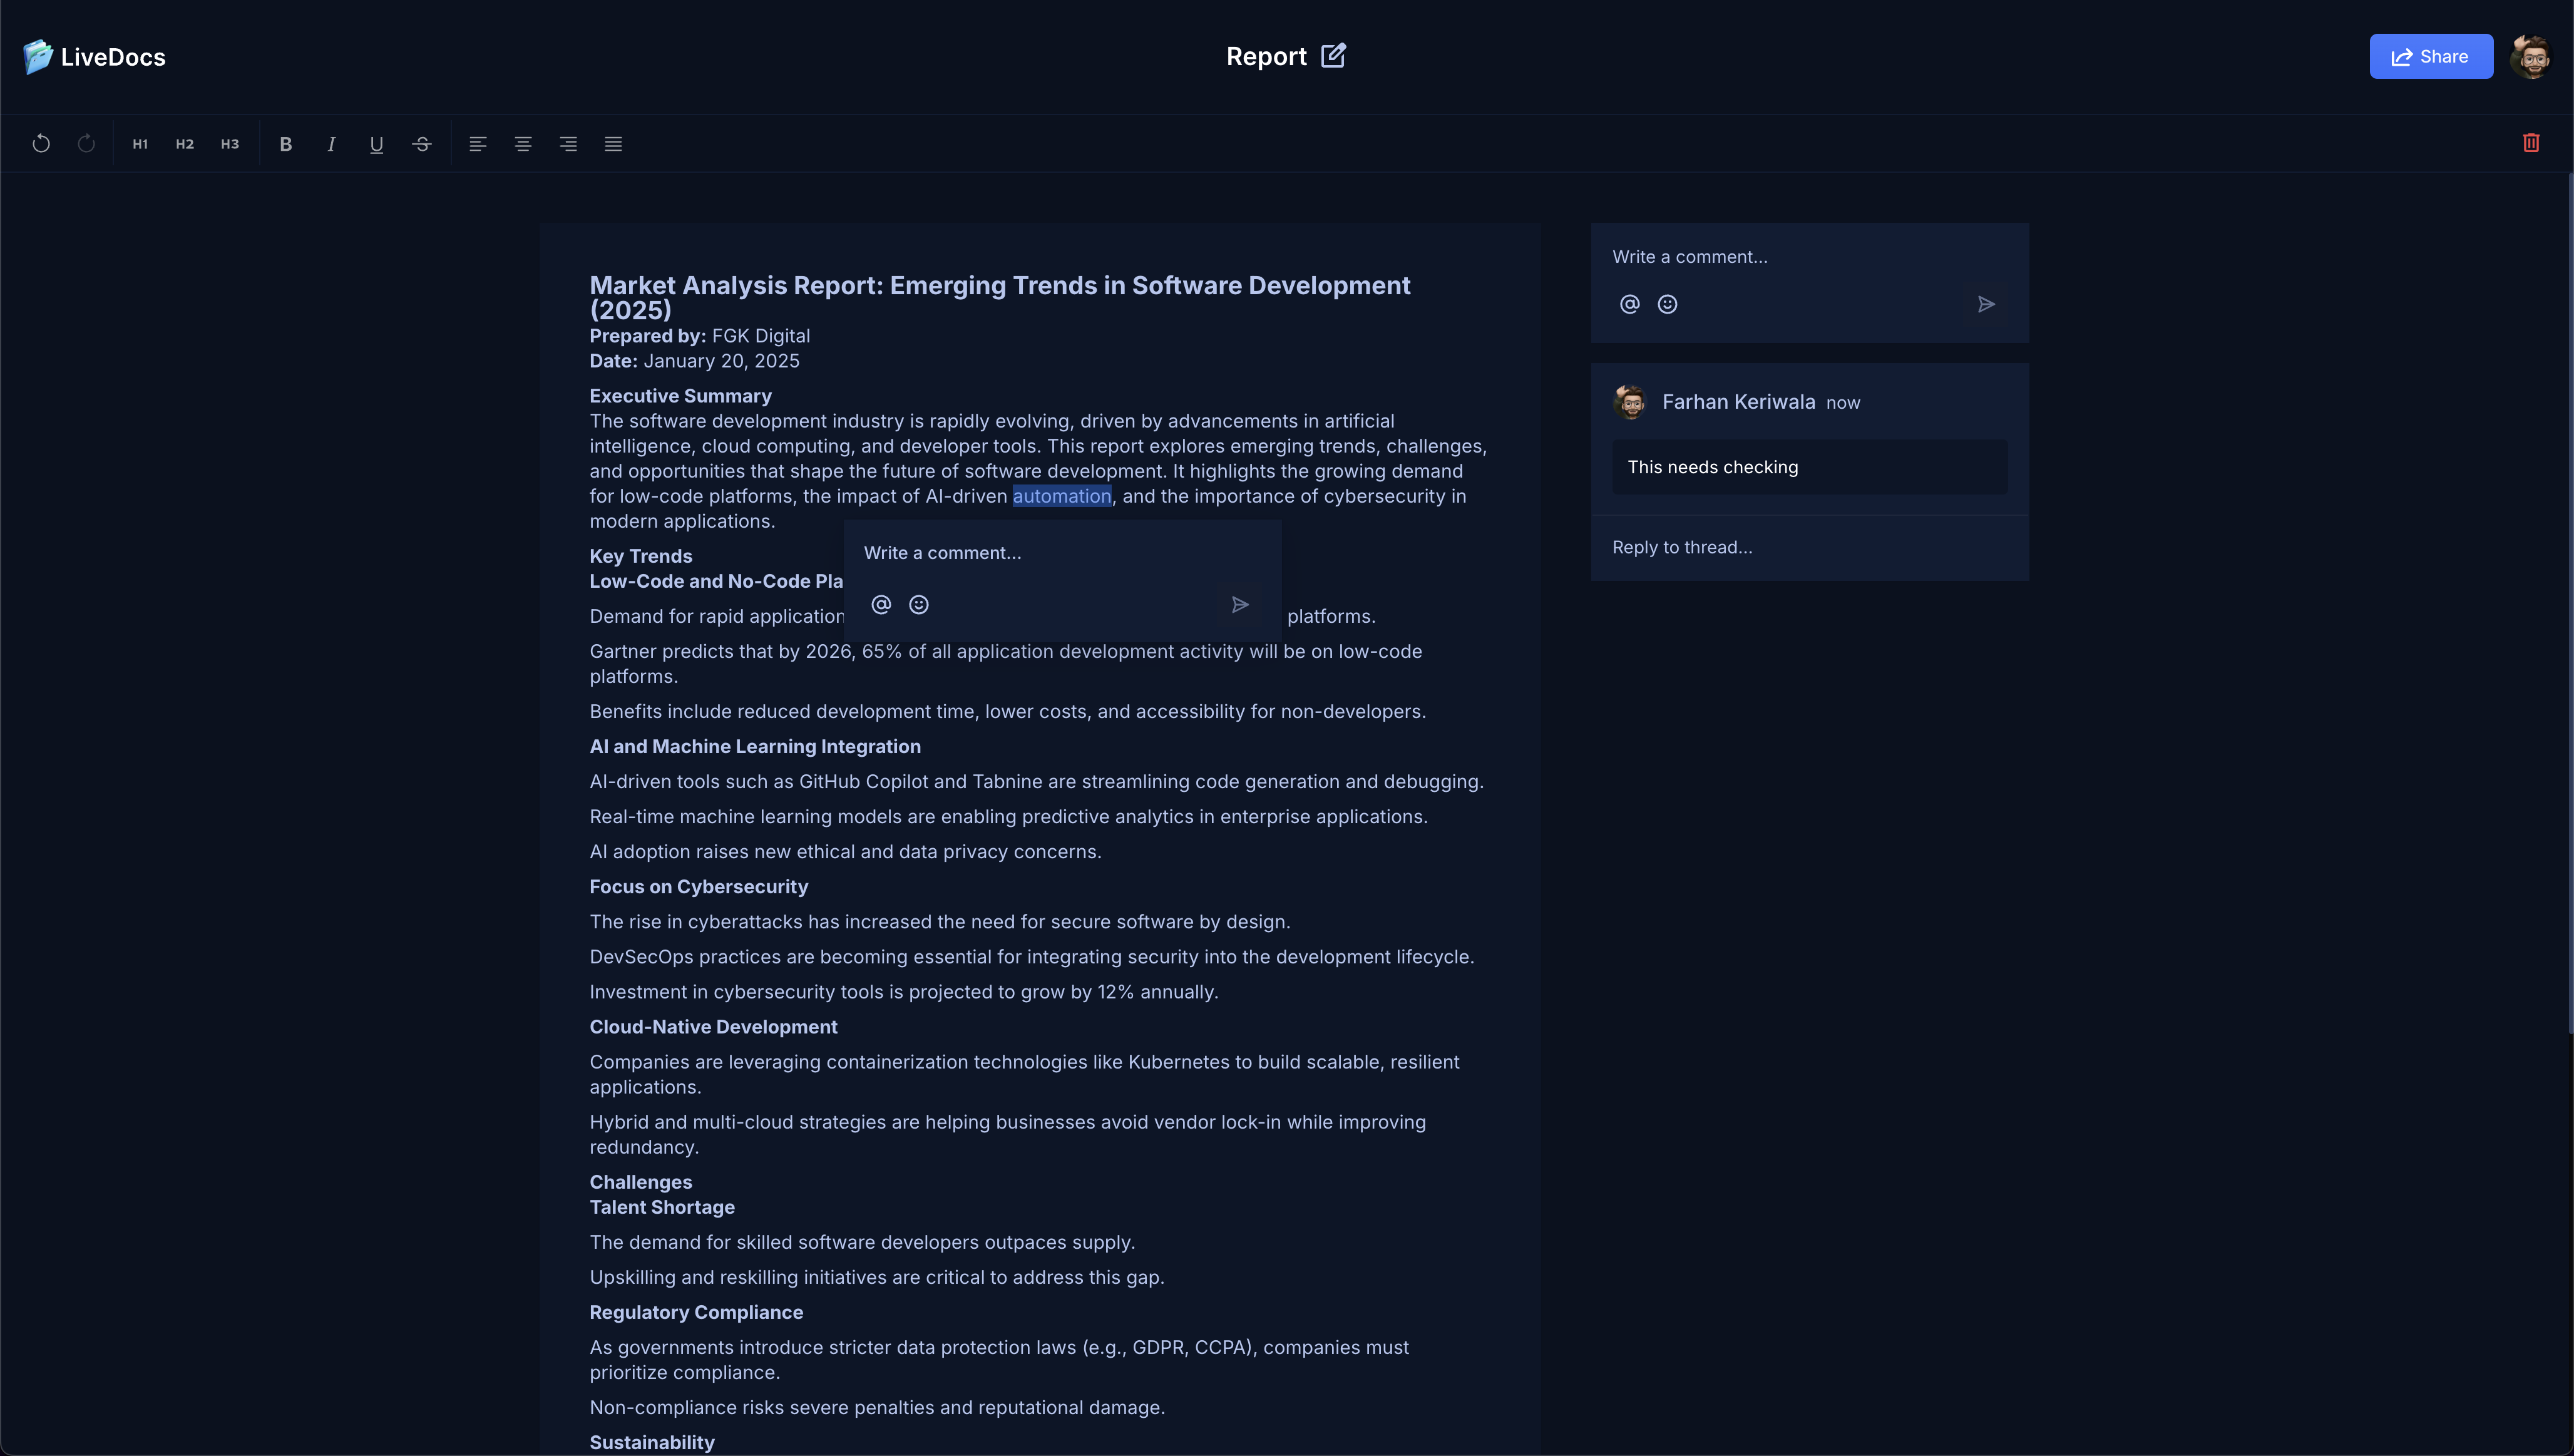 LiveDocs
Report
Share
H1 H2 H3 B I U S
Market Analysis Report: Emerging Trends in Software Development
(2025)
Prepared by: FGK Digital
Date: January 20, 2025
Executive Summary
The software development industry is rapidly evolving, driven by advancements in artificial
intelligence, cloud computing, and developer tools. This report explores emerging trends, challenges,
and opportunities that shape the future of software development. It highlights the growing demand
for low-code platforms, the impact of AI-driven automation, and the importance of cybersecurity in
modern applications.
Key Trends
Low-Code and No-Code Pla
Demand for rapid application
platforms.
Gartner predicts that by 2026, 65% of all application development activity will be on low-code
platforms.
Benefits include reduced development time, lower costs, and accessibility for non-developers.
AI and Machine Learning Integration
AI-driven tools such as GitHub Copilot and Tabnine are streamlining code generation and debugging.
Real-time machine learning models are enabling predictive analytics in enterprise applications.
AI adoption raises new ethical and data privacy concerns.
Focus on Cybersecurity
The rise in cyberattacks has increased the need for secure software by design.
DevSecOps practices are becoming essential for integrating security into the development lifecycle.
Investment in cybersecurity tools is projected to grow by 12% annually.
Cloud-Native Development
Companies are leveraging containerization technologies like Kubernetes to build scalable, resilient
applications.
Hybrid and multi-cloud strategies are helping businesses avoid vendor lock-in while improving
redundancy.
Challenges
Talent Shortage
The demand for skilled software developers outpaces supply.
Upskilling and reskilling initiatives are critical to address this gap.
Regulatory Compliance
As governments introduce stricter data protection laws (e.g., GDPR, CCPA), companies must
prioritize compliance.
Non-compliance risks severe penalties and reputational damage.
Sustainability
Write a comment...
@
Write a comment...
@
Farhan Keriwala now
This needs checking
Reply to thread...